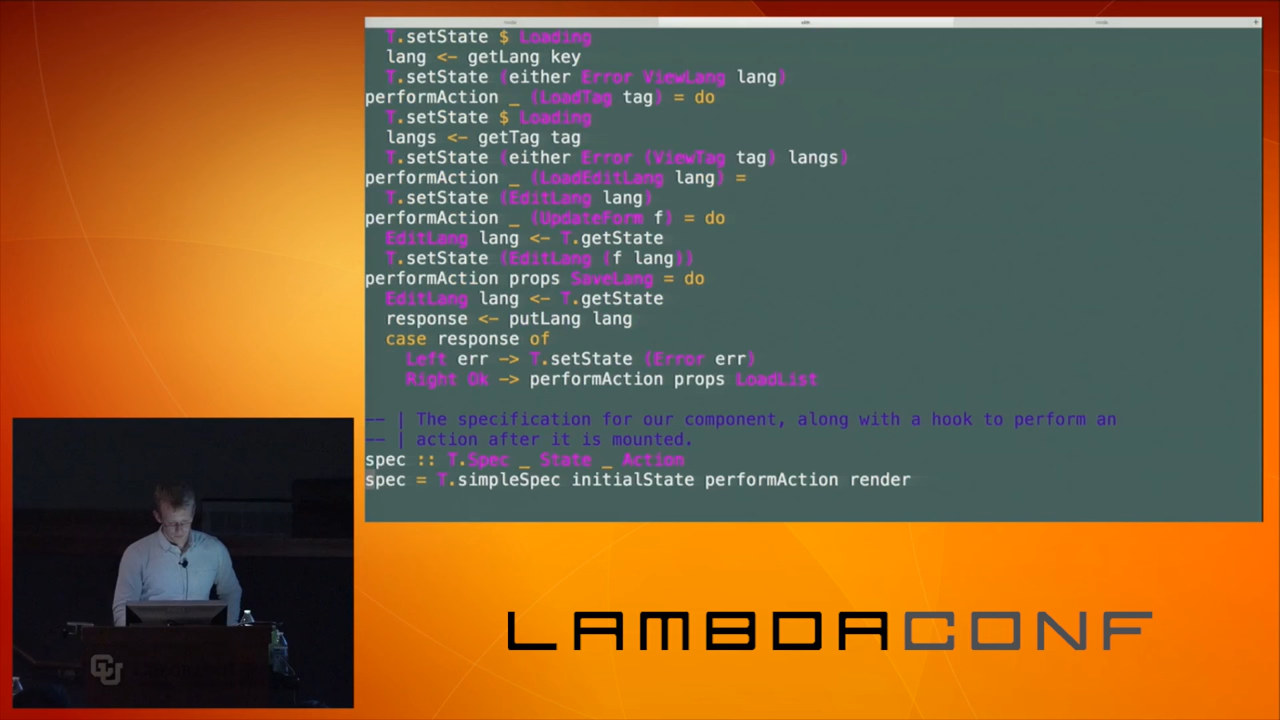 T.setState $ Loading
lang <- getLang key
T.setState (either Error ViewLang lang)
performAction _ (LoadTag tag) = do
T.setState $ Loading
langs <- getTag tag
T.setState (either Error (ViewTag tag) langs)
performAction _ (LoadEditLang lang) =
T.setState (EditLang lang)
performAction _ (UpdateForm f) = do
EditLang lang <- T.getState
T.setState (EditLang (f lang))
performAction props SaveLang = do
EditLang lang <- T.getState
response <- putLang lang
case response of
Left err -> T.setState (Error err)
Right Ok -> performAction props LoadList
-- | The specification for our component, along with a hook to perform an
-- | action after it is mounted.
spec :: T.Spec _ State _ Action
spec = T.simpleSpec initialState performAction render
CU
LAMBDACONF